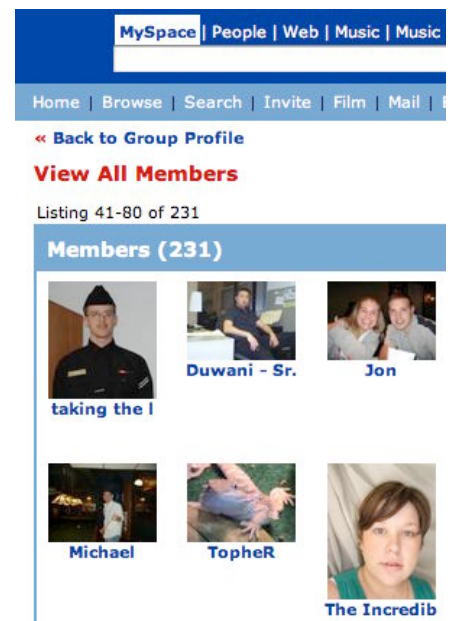 MySpace | People | Web | Music | Music
Home | Browse | Search | Invite | Film | Mail |
« Back to Group Profile
View All Members
Listing 41-80 of 231
Members (231)
Duwani - Sr.
Jon
taking the l
Michael
TopheR
The Incredib